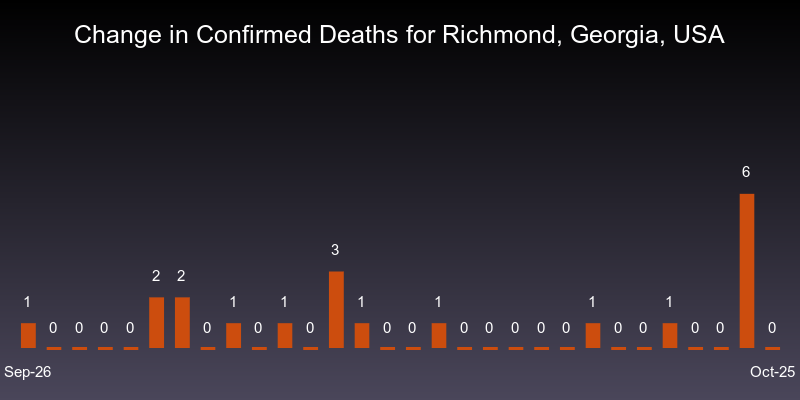 Change in Confirmed Deaths for Richmond, Georgia, USA
6
3
2 2
1 1 1 1 1 1 1
0 0 0 0 0 0 0 0 0 0 0 0 0 0 0 0 0 0 0
Sep-26 Oct-25